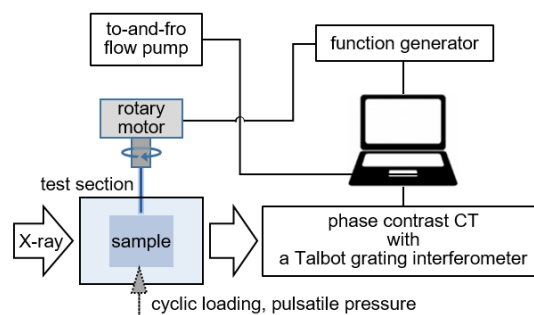 to-and-fro
flow pump
function generator
rotary
motor
test section
X-ray
sample
phase contrast CT
with
a Talbot grating interferometer
cyclic loading, pulsatile pressure